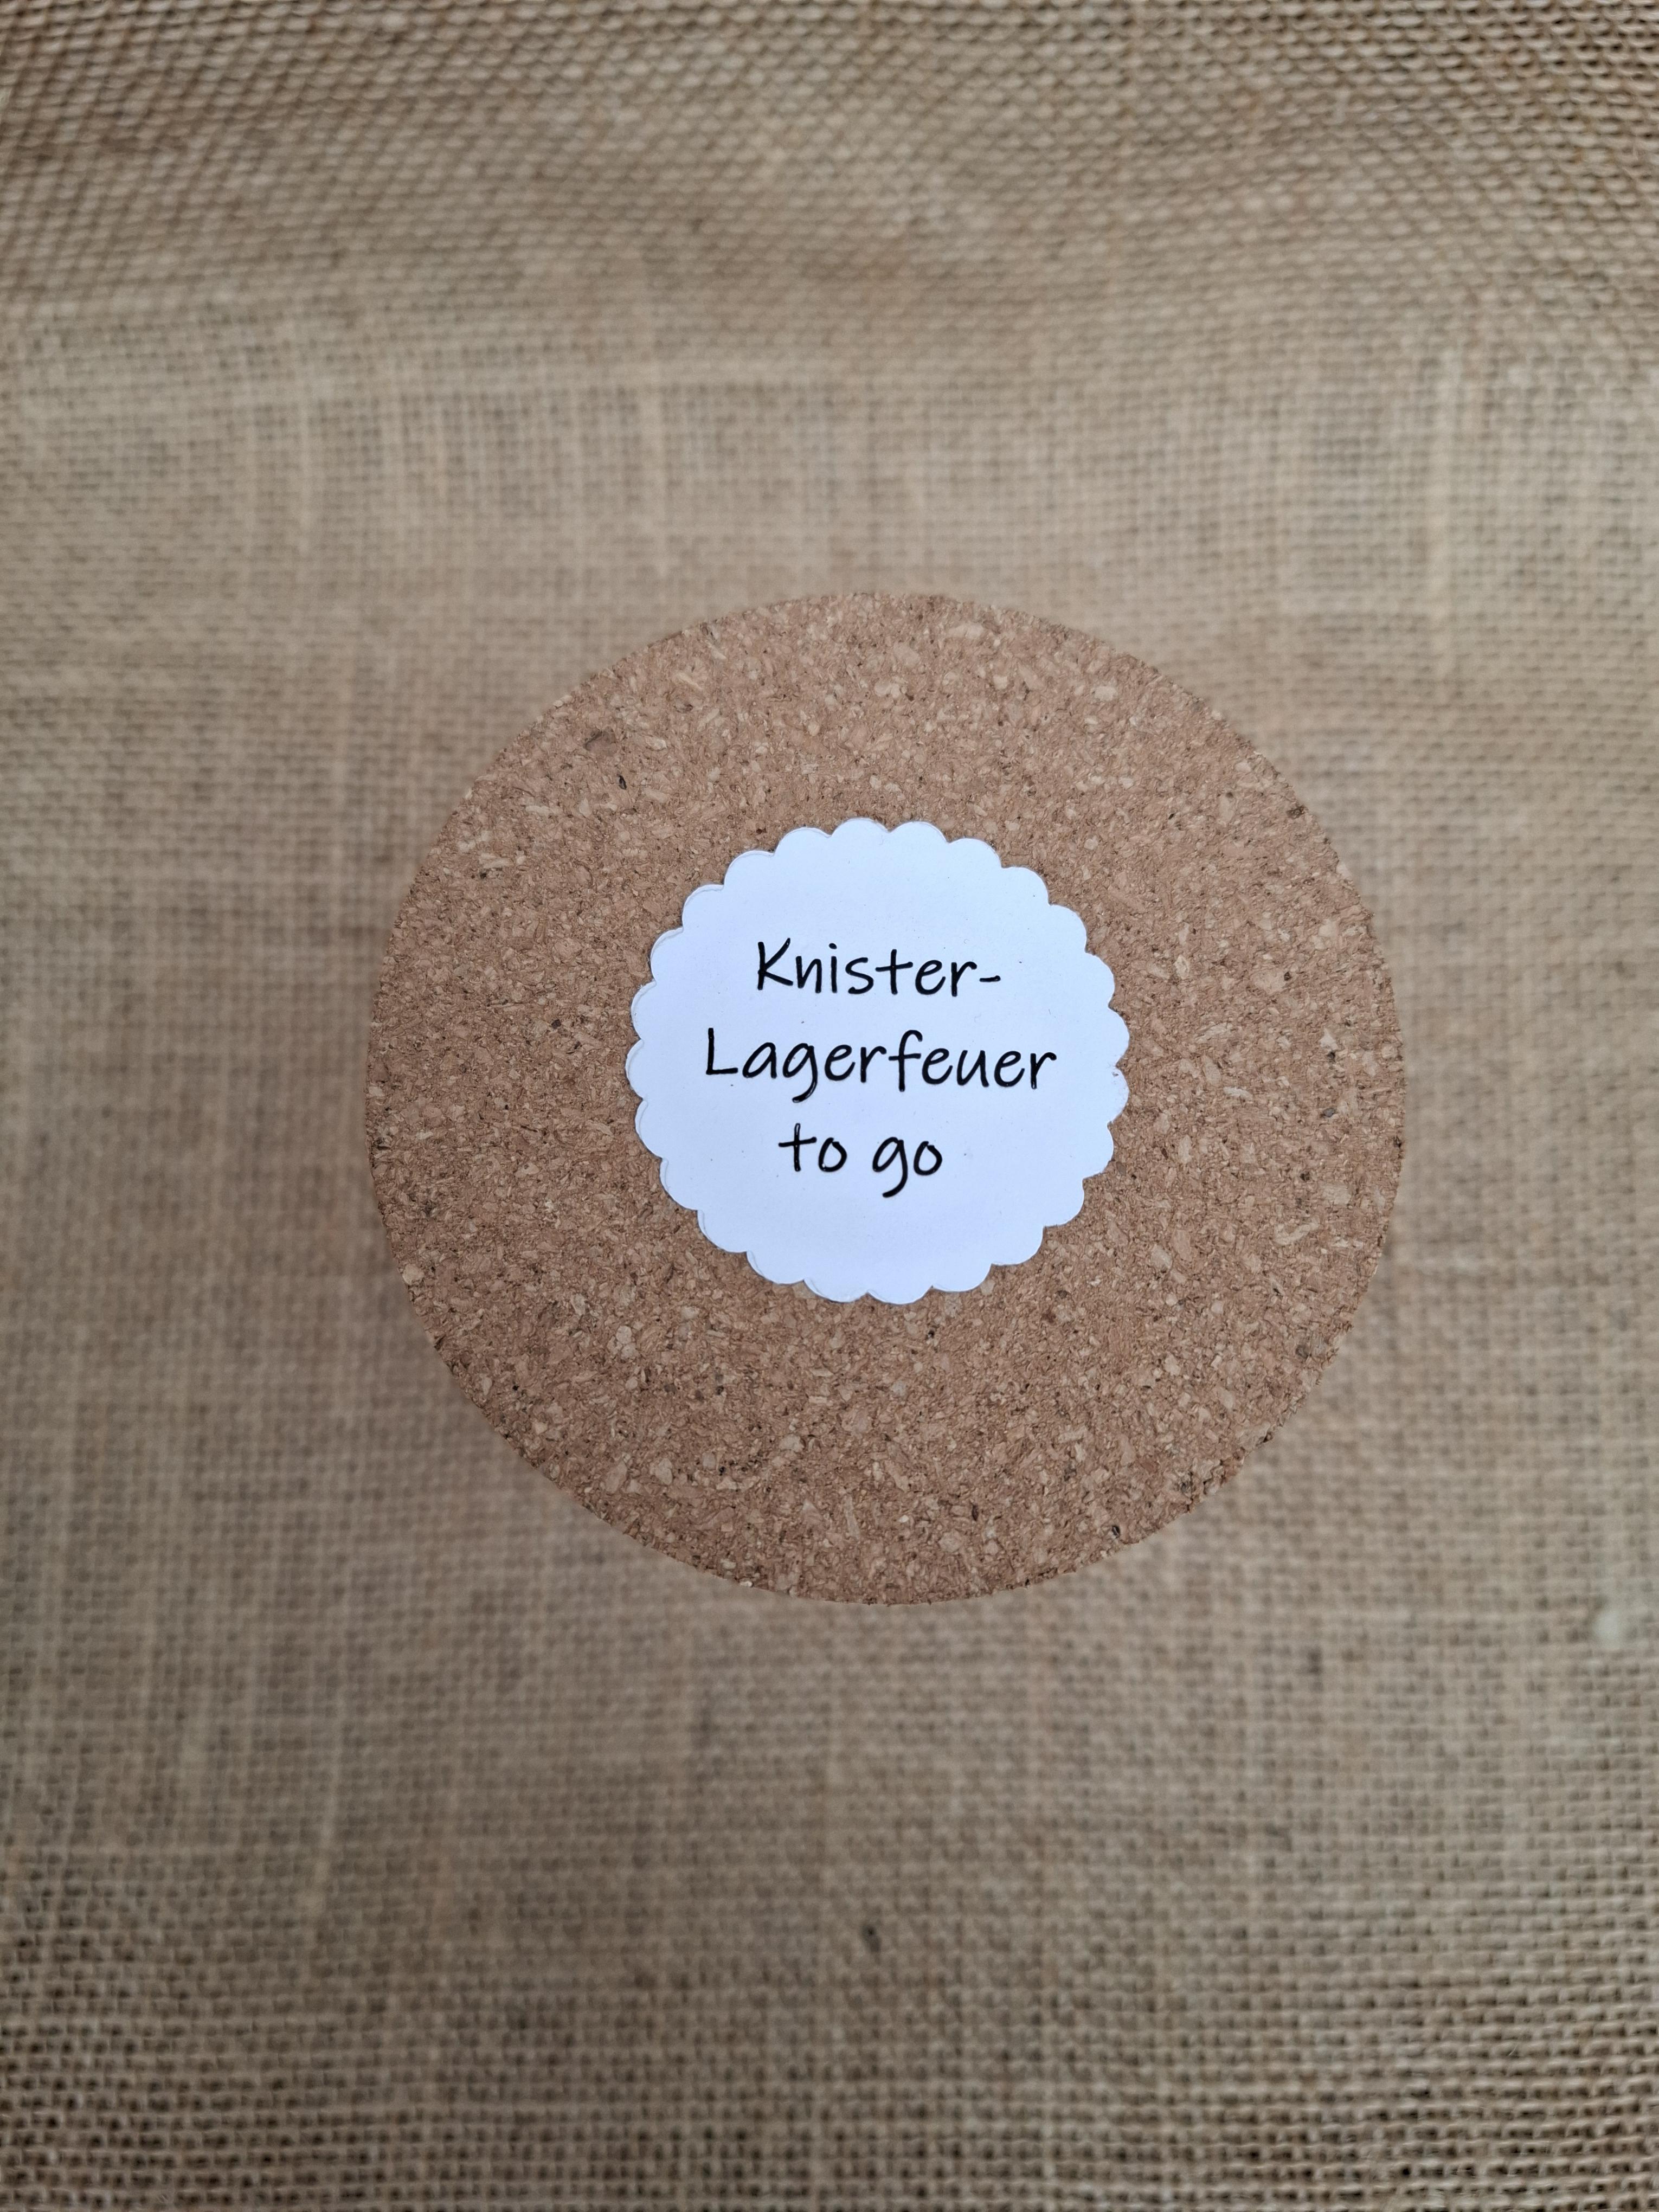 Knister-
Lagerfeuer
to go